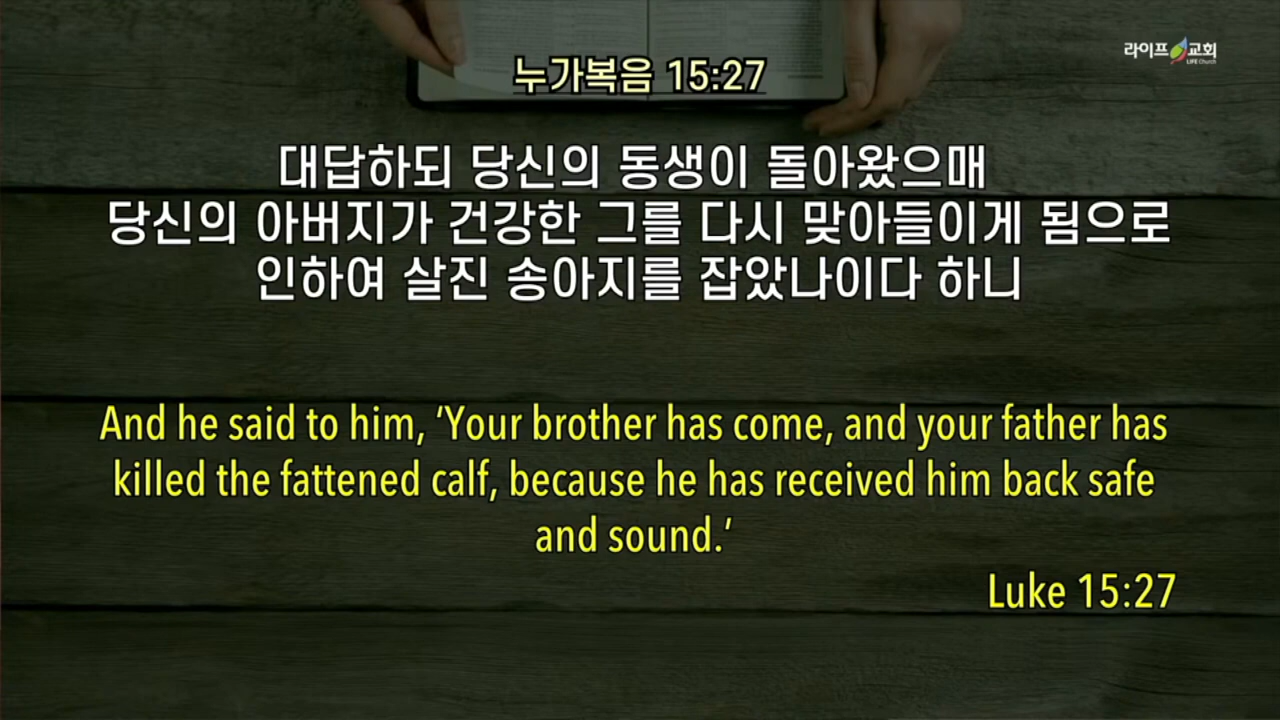 라이프 교회
LIFE Church
누가복음 15:27
대답하되 당신의 동생이 돌아왔으매
당신의 아버지가 건강한 그를 다시 맞아들이게 됨으로
인하여 살진 송아지를 잡았나이다 하니
And he said to him, ‘Your brother has come, and your father has
killed the fattened calf, because he has received him back safe
and sound.’
Luke 15:27